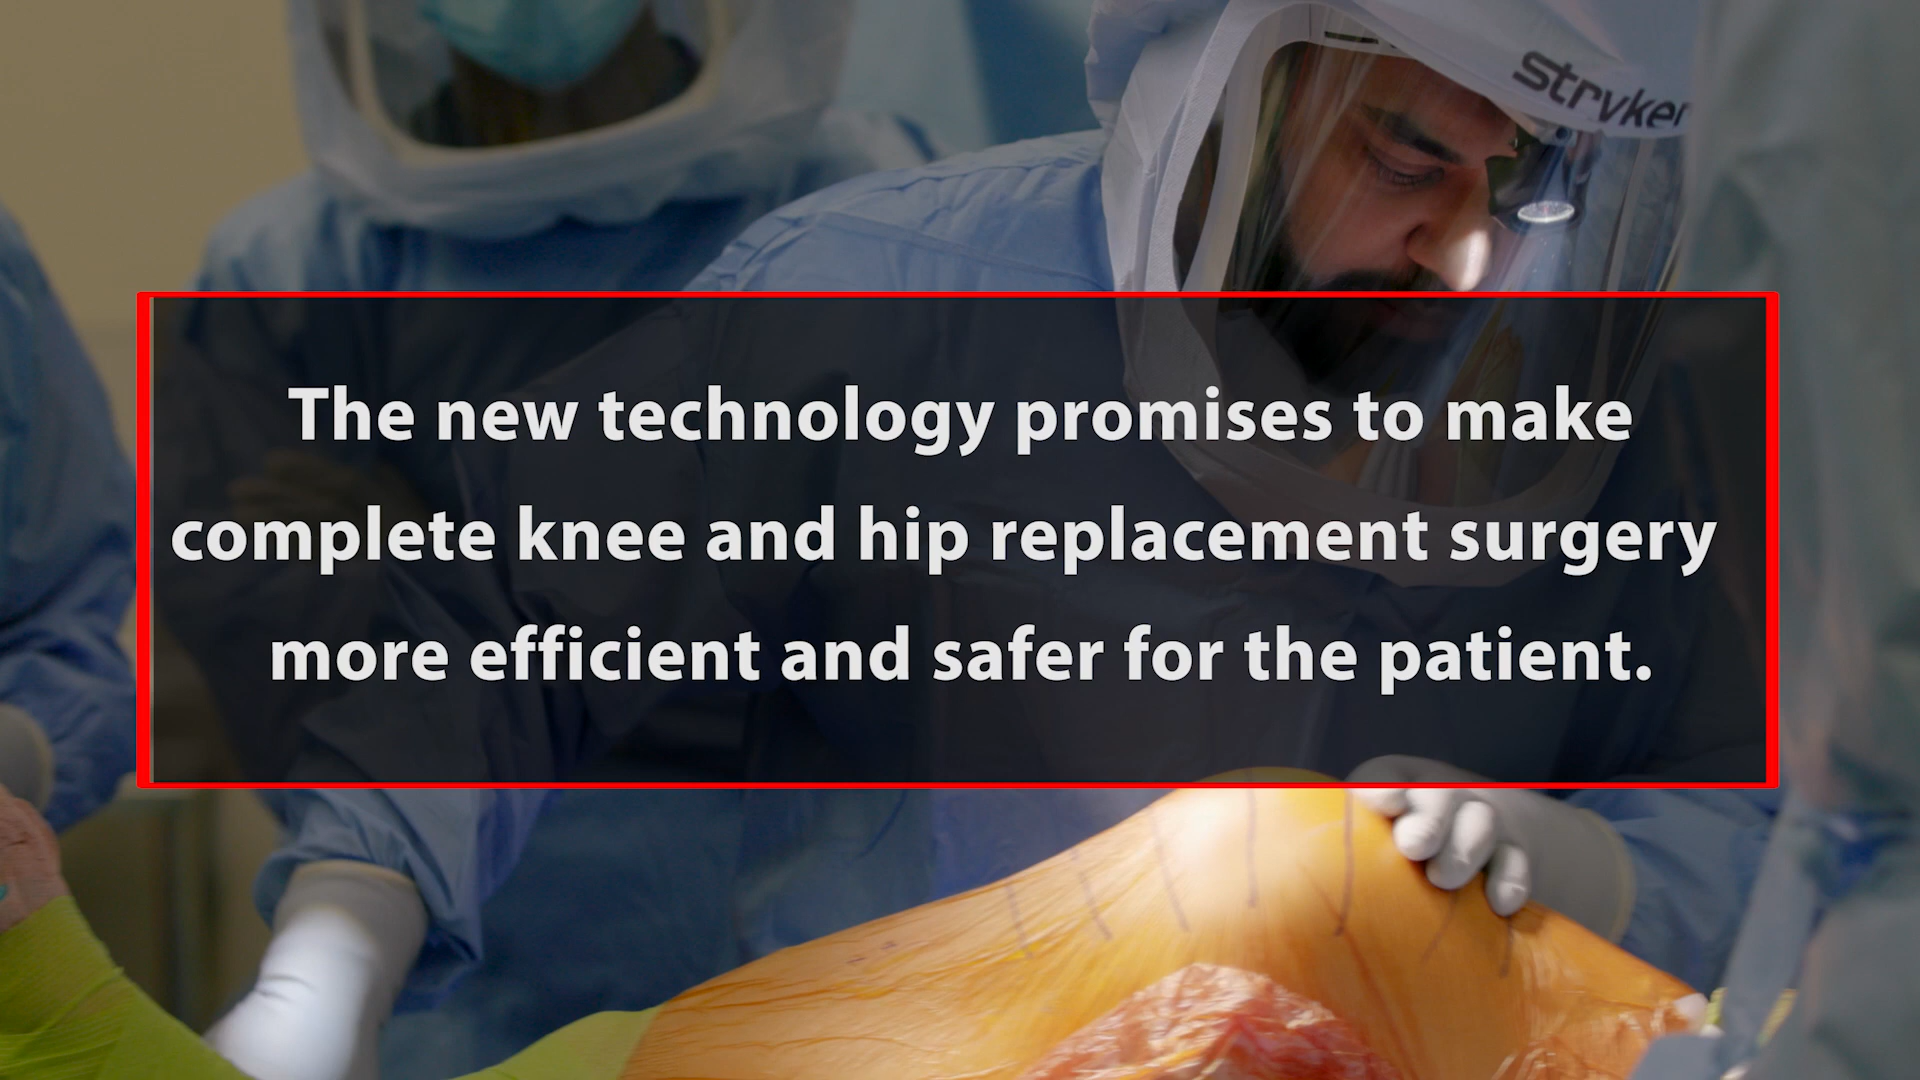 stryker
The new technology promises to make
complete knee and hip replacement surgery
more efficient and safer for the patient.